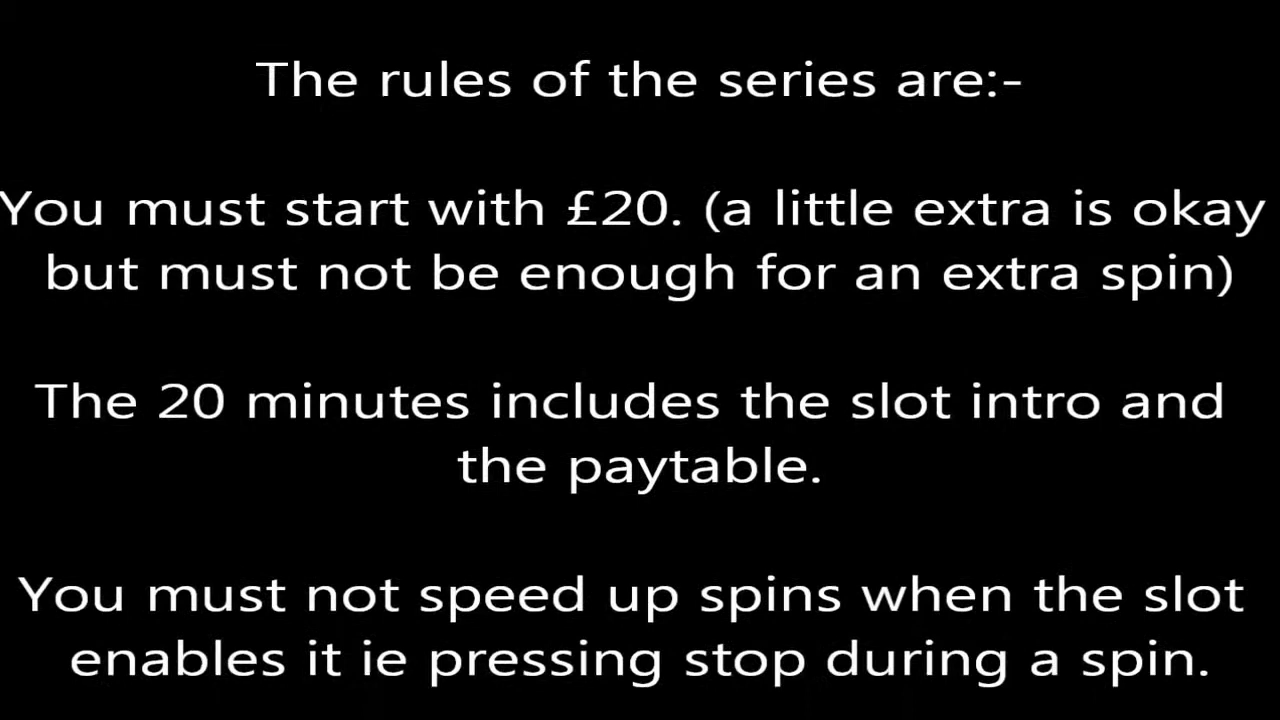 The rules of the series are:-
You must start with £20. (a little extra is okay
but must not be enough for an extra spin)
The 20 minutes includes the slot intro and
the paytable.
You must not speed up spins when the slot
enables it ie pressing stop during a spin.